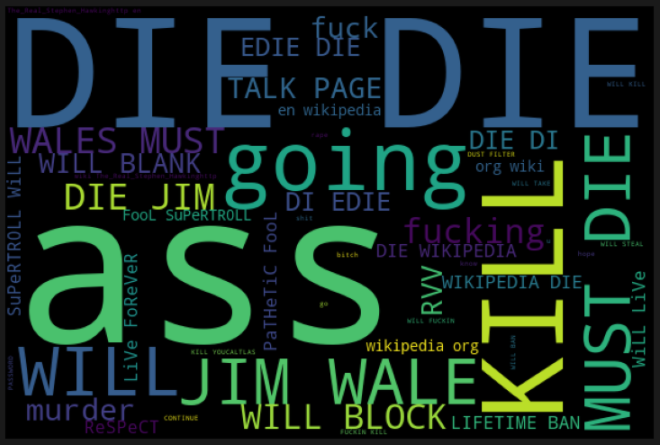 DIE DIE
fuck
EDIE DIE
TALK PAGE
en wikipedia
WILL KILL
WALES MUST
WILL BLANK
going
DIE DI
DUST FILTER
org wiki
WILL TAKE
DIE JIM
DI EDIE
FooL SuPeRTROLL
shit
SuPeRTROLL Will
LiVe FoReVeR
ass
PaTHeTiC FooL
bitch
go
fucking
DIE WIKIPEDIA
know
WIKIPEDIA DIE
RVV
WILL FUCKIN
KILL
MUST DIE
WILL STEAL
hope
Will LiVe
wikipedia org
WILL BAN
KILL YOUCALTLAS
PASSWORD
WILL
JIM WALE
murder
ReSPeCT
CONTINUE
WILL BLOCK
FUCKIN KILL
LIFETIME BAN